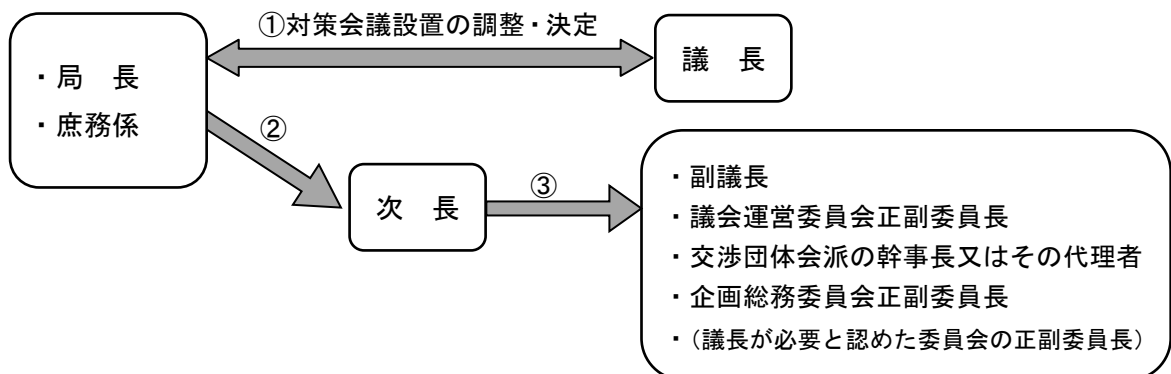 ①対策会議設置の調整・決定
・局　長
・庶務係
議　長
②
次　長
③
・副議長
・議会運営委員会正副委員長
・交渉団体会派の幹事長又はその代理者
・企画総務委員会正副委員長
・（議長が必要と認めた委員会の正副委員長）